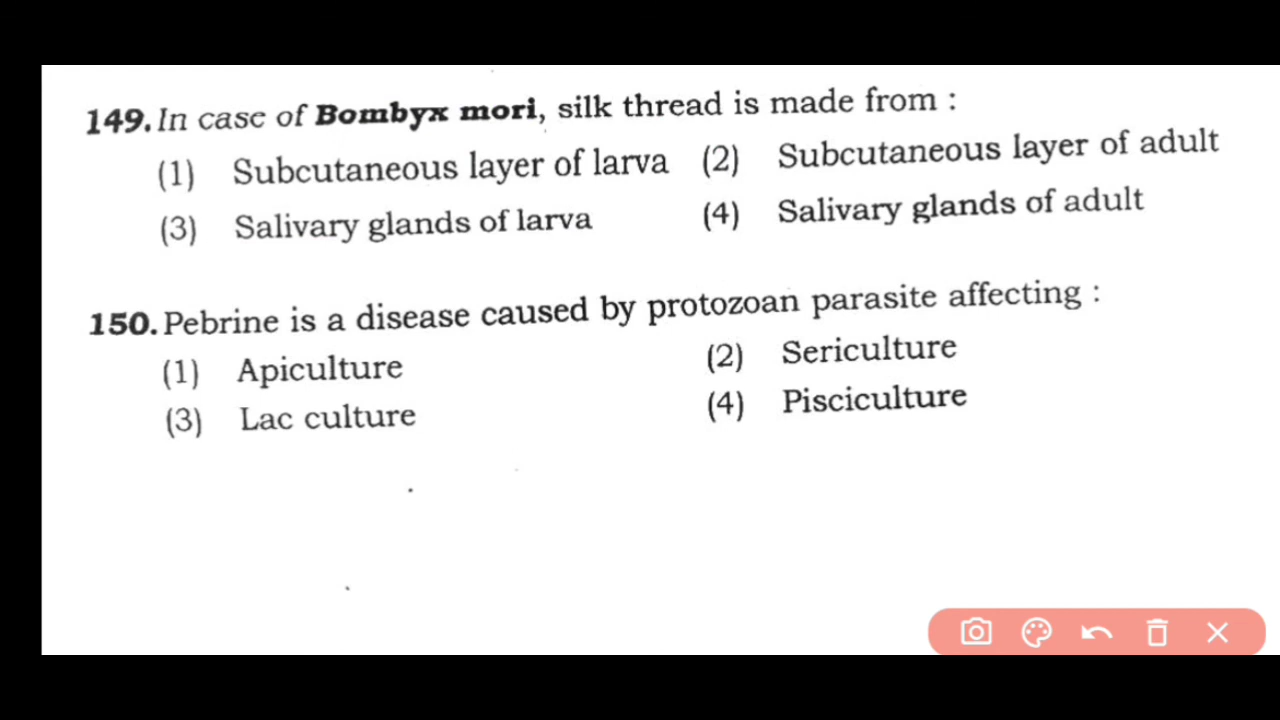 149. In case of Bombyx mori, silk thread is made from :
(1) Subcutaneous layer of larva (2) Subcutaneous layer of adult
(3) Salivary glands of larva (4) Salivary glands of adult
150. Pebrine is a disease caused by protozoan parasite affecting :
(1) Apiculture (2) Sericulture
(3) Lac culture (4) Pisciculture